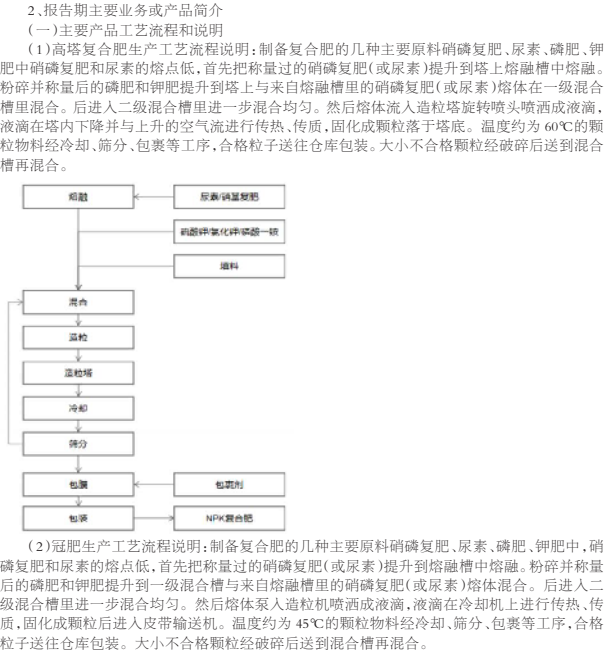 2、报告期主要业务或产品简介
(一)主要产品工艺流程和说明
(1)高塔复合肥生产工艺流程说明:制备复合肥的几种主要原料硝磷复肥、尿素、磷肥、钾
肥中硝磷复肥和尿素的熔点低,首先把称量过的硝磷复肥(或尿素)提升到塔上熔融槽中熔融。
粉碎并称量后的磷肥和钾肥提升到塔上与来自熔融槽里的硝磷复肥(或尿素)熔体在一级混合
槽里混合。后进入二级混合槽里进一步混合均匀。然后熔体流入造粒塔旋转喷头喷洒成液滴,
液滴在塔内下降并与上升的空气流进行传热、传质,固化成颗粒落于塔底。温度约为60℃的颗
粒物料经冷却、筛分、包裹等工序,合格粒子送往仓库包装。大小不合格颗粒经破碎后送到混合
槽再混合。
熔融
尿素/硝基复肥
硫酸钾/氯化钾/磷酸一铵
填料
混合
造粒
造粒塔
冷却
筛分
包膜
包裹剂
包装
NPK复合肥
(2)冠肥生产工艺流程说明:制备复合肥的几种主要原料硝磷复肥、尿素、磷肥、钾肥中,硝
磷复肥和尿素的熔点低,首先把称量过的硝磷复肥(或尿素)提升到熔融槽中熔融。粉碎并称量
后的磷肥和钾肥提升到一级混合槽与来自熔融槽里的硝磷复肥(或尿素)熔体混合。后进入二
级混合槽里进一步混合均匀。然后熔体泵入造粒机喷洒成液滴,液滴在冷却机上进行传热、传
质,固化成颗粒后进入皮带输送机。温度约为45℃的颗粒物料经冷却、筛分、包裹等工序,合格
粒子送往仓库包装。大小不合格颗粒经破碎后送到混合槽再混合。